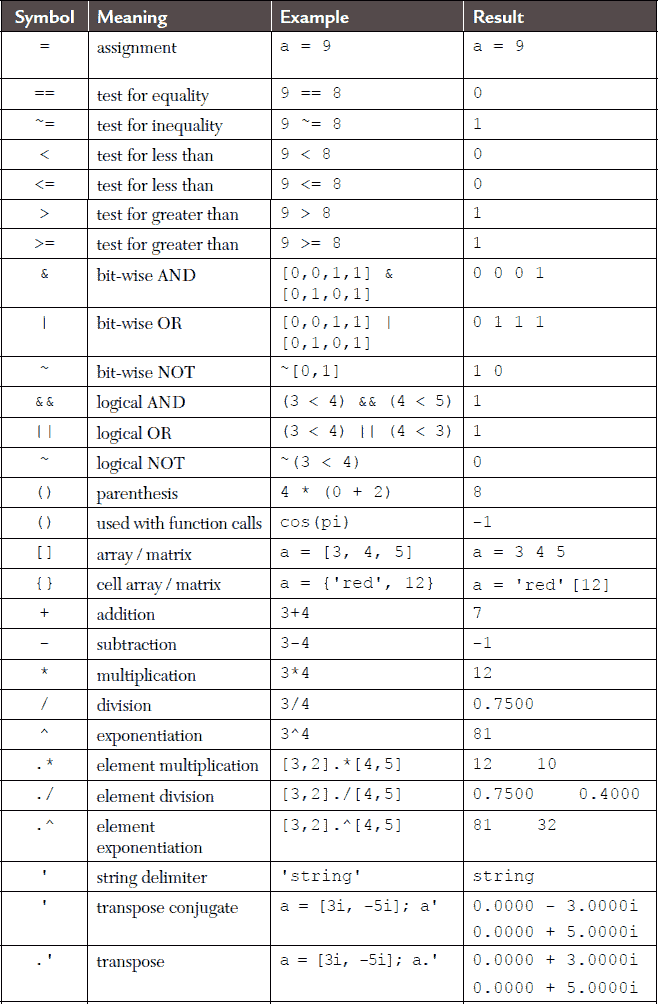 Symbol Meaning Example Result
= assignment a = 9 a = 9
== test for equality 9 == 8 0
~= test for inequality 9 ~= 8 1
< test for less than 9 < 8 0
<= test for less than 9 <= 8 0
> test for greater than 9 > 8 1
>= test for greater than 9 >= 8 1
& bit-wise AND [0,0,1,1] & 0 0 0 1
[0,1,0,1]
| bit-wise OR [0,0,1,1] | 0 1 1 1
[0,1,0,1]
~ bit-wise NOT ~[0,1] 1 0
&& logical AND (3 < 4) && (4 < 5) 1
|| logical OR (3 < 4) || (4 < 3) 1
~ logical NOT ~(3 < 4) 0
() parenthesis 4 * (0 + 2) 8
() used with function calls cos(pi) -1
[] array / matrix a = [3, 4, 5] a = 3 4 5
{} cell array / matrix a = {'red', 12} a = 'red' [12]
+ addition 3+4 7
- subtraction 3-4 -1
* multiplication 3*4 12
/ division 3/4 0.7500
^ exponentiation 3^4 81
.* element multiplication [3,2].*[4,5] 12 10
./ element division [3,2]./[4,5] 0.7500 0.4000
.^ element [3,2].^[4,5] 81 32
exponentiation
' string delimiter 'string' string
' transpose conjugate a = [3i, -5i]; a' 0.0000 - 3.0000i
0.0000 + 5.0000i
.' transpose a = [3i, -5i]; a.' 0.0000 + 3.0000i
0.0000 + 5.0000i